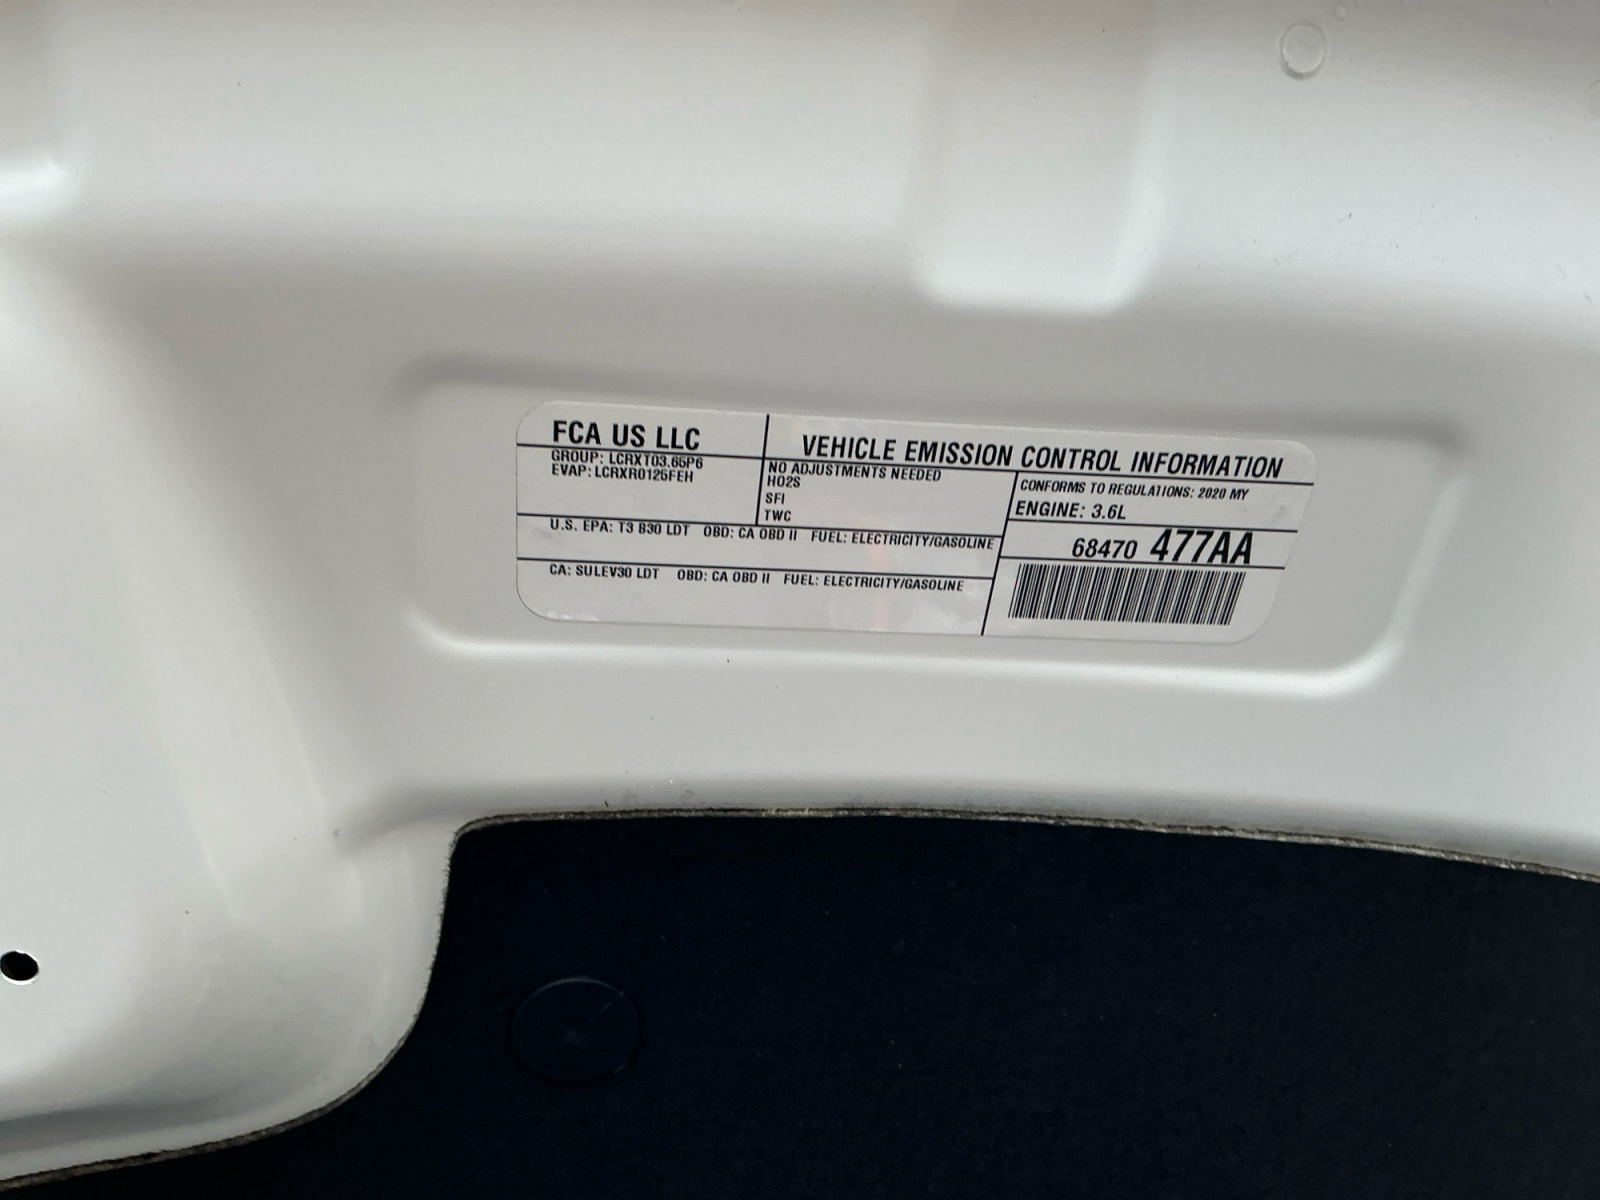 FCA US LLC
GROUP: LCRXT03.65P6
EVAP: LCRXR0125FEH
VEHICLE EMISSION CONTROL INFORMATION
NO ADJUSTMENTS NEEDED
HO2S
SFI
TWC
CONFORMS TO REGULATIONS: 2020 MY
ENGINE: 3.6L
U.S. EPA: T3 B30 LDT OBD: CA OBD II FUEL: ELECTRICITY/GASOLINE
CA: SULEV30 LDT OBD: CA OBD II FUEL: ELECTRICITY/GASOLINE
68470 477AA